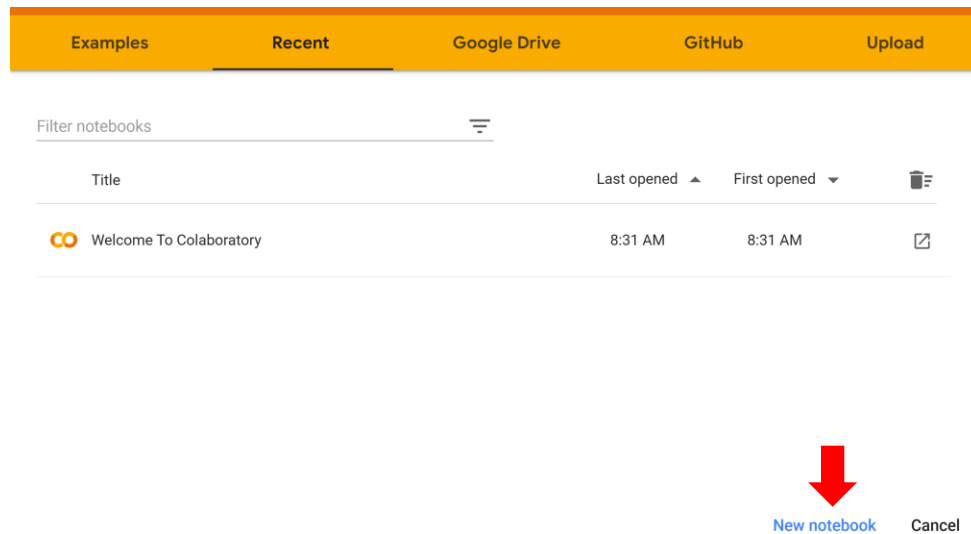 Examples Recent Google Drive GitHub Upload
Filter notebooks
Title Last opened First opened
Welcome To Colaboratory 8:31 AM 8:31 AM
New notebook Cancel